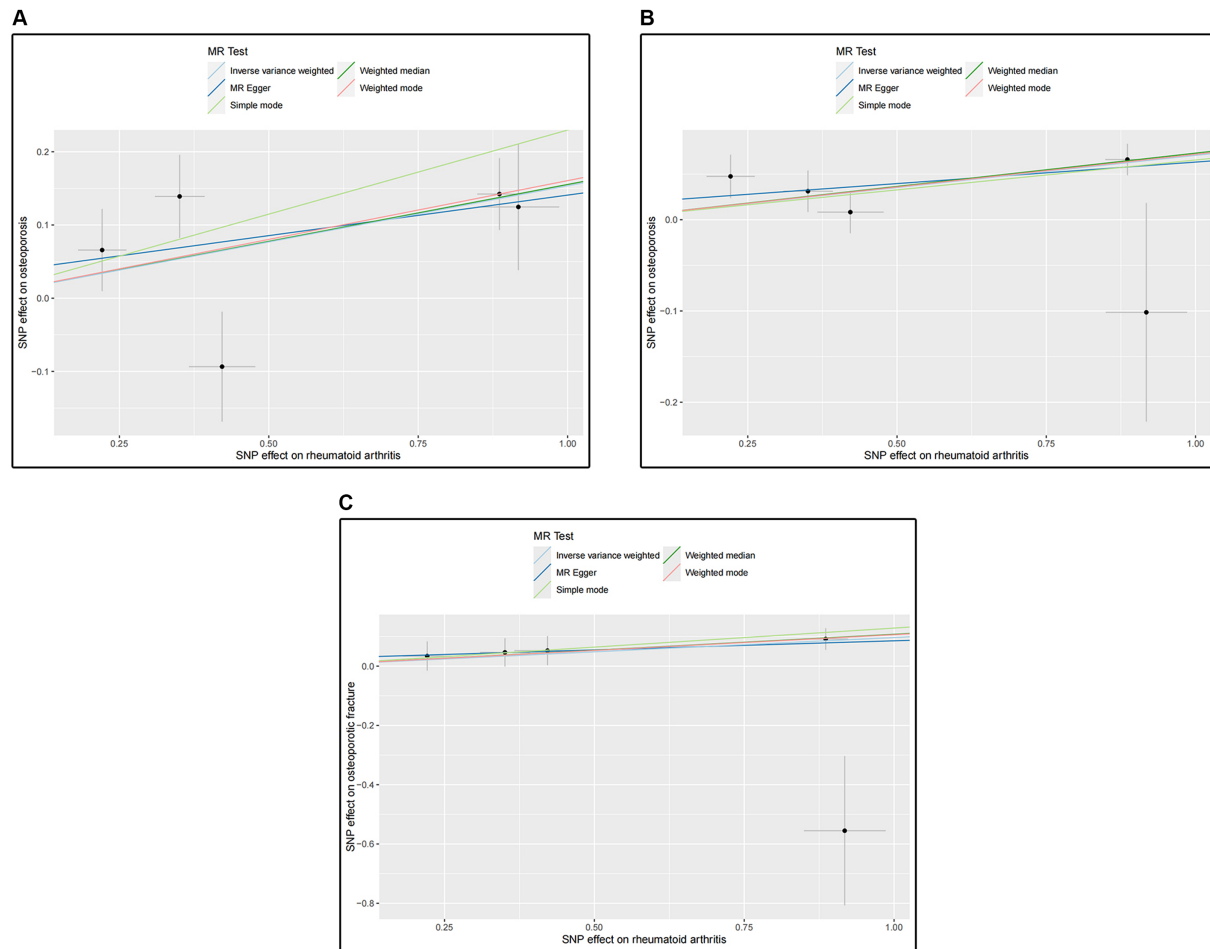 A
MR Test
Inverse variance weighted Weighted median
MR Egger Weighted mode
Simple mode
SNP effect on osteoporosis
0.2
0.1
0.0
−0.1
0.25 0.50 0.75 1.00
SNP effect on rheumatoid arthritis
B
MR Test
Inverse variance weighted Weighted median
MR Egger Weighted mode
Simple mode
SNP effect on osteoporosis
0.0
−0.1
−0.2
0.25 0.50 0.75 1.00
SNP effect on rheumatoid arthritis
C
MR Test
Inverse variance weighted Weighted median
MR Egger Weighted mode
Simple mode
SNP effect on osteoporotic fracture
0.0
−0.2
−0.4
−0.6
−0.8
0.25 0.50 0.75 1.00
SNP effect on rheumatoid arthritis